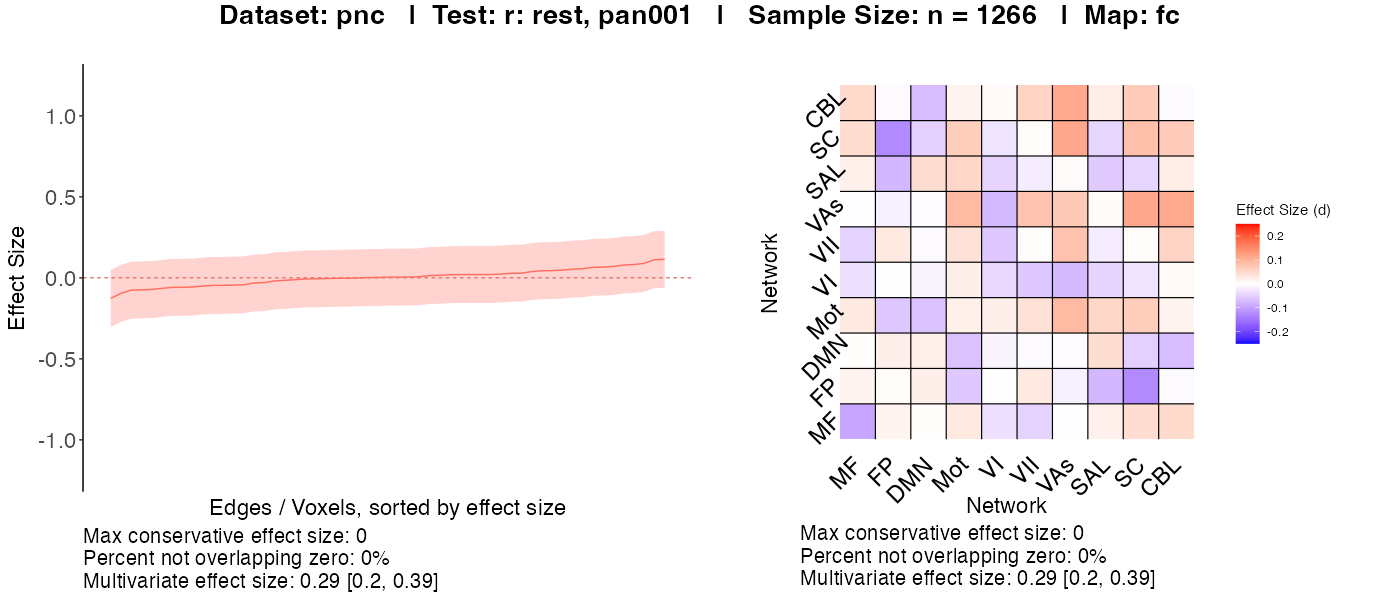 Dataset: pnc | Test: r: rest, pan001 | Sample Size: n = 1266 | Map: fc
Effect Size
1.0
0.5
0.0
-0.5
-1.0
Edges / Voxels, sorted by effect size
Max conservative effect size: 0
Percent not overlapping zero: 0%
Multivariate effect size: 0.29 [0.2, 0.39]
Network
CBL
SC
SAL
VAs
VII
VI
Mot
DMN
FP
MF
MF FP DMN Mot VI VII VAs SAL SC CBL
Network
Max conservative effect size: 0
Percent not overlapping zero: 0%
Multivariate effect size: 0.29 [0.2, 0.39]
Effect Size (d)
0.2
0.1
0.0
-0.1
-0.2